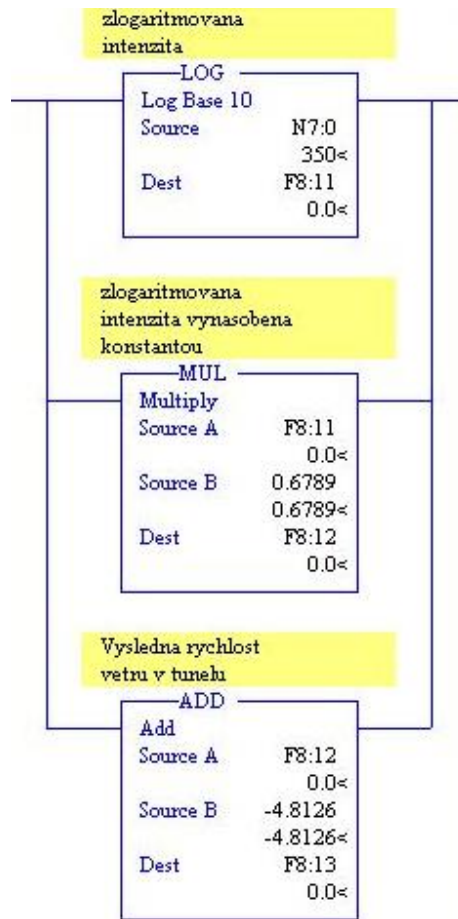 zlogaritmovana
intenzita
LOG
Log Base 10
Source N7:0
350<
Dest F8:11
0.0<
zlogaritmovana
intenzita vynasobena
konstantou
MUL
Multiply
Source A F8:11
0.0<
Source B 0.6789
0.6789<
Dest F8:12
0.0<
Vysledna rychlost
vetru v tunelu
ADD
Add
Source A F8:12
0.0<
Source B -4.8126
-4.8126<
Dest F8:13
0.0<